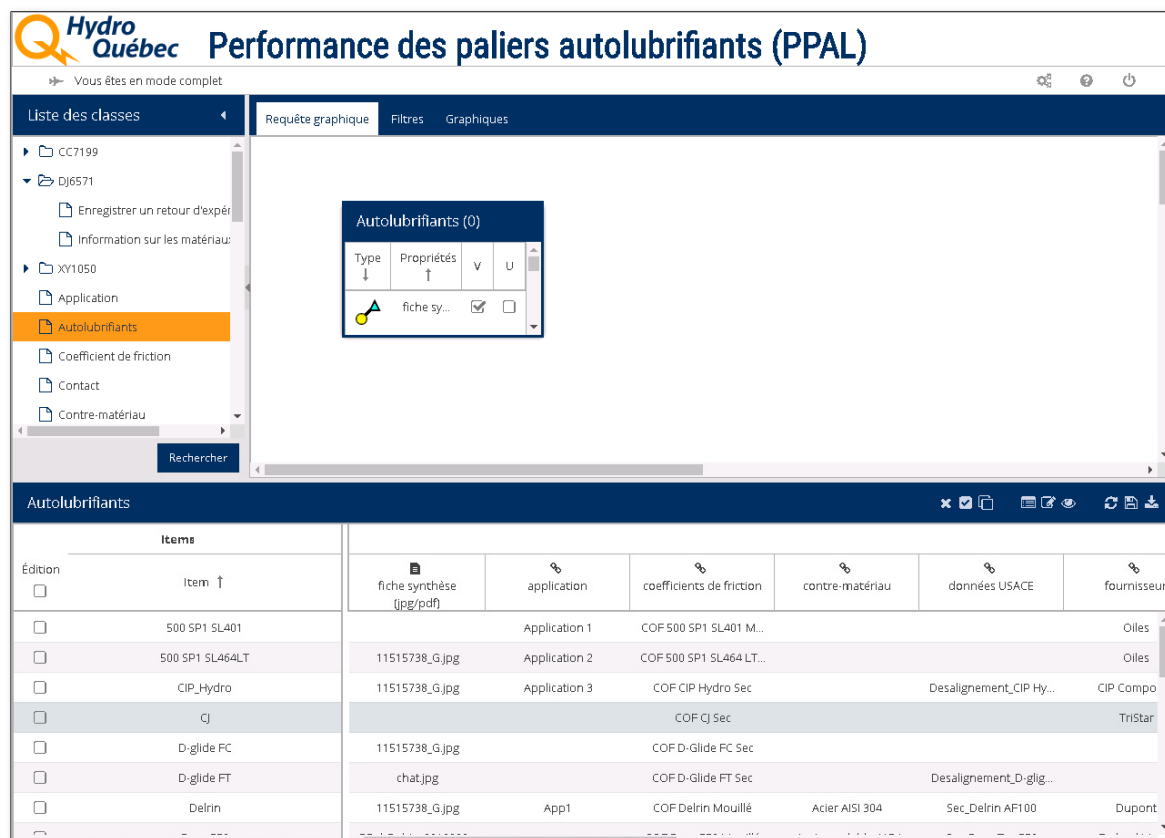 Hydro
Québec
Performance des paliers autolubrifiants (PPAL)
Vous êtes en mode complet
Liste des classes
Requête graphique Filtres Graphiques
CC7199
DJ6571
Enregistrer un retour d'expér
Information sur les matériau
XY1050
Application
Autolubrifiants
Coefficient de friction
Contact
Contre-matériau
Rechercher
Autolubrifiants (0)
Type Propriétés V U
fiche sy...
Autolubrifiants
Items
Édition Item fiche synthèse (jpg/pdf) application coefficients de friction contre-matériau données USACE fournisseur
500 SP1 SL401 Application 1 COF 500 SP1 SL401 M... Oiles
500 SP1 SL464LT 11515738_G.jpg Application 2 COF 500 SP1 SL464 LT... Oiles
CIP_Hydro 11515738_G.jpg Application 3 COF CIP Hydro Sec Desalignement_CIP Hy... CIP Compo
CJ COF CJ Sec TriStar
D-glide FC 11515738_G.jpg COF D-Glide FC Sec
D-glide FT chat.jpg COF D-Glide FT Sec Desalignement_D-glig...
Delrin 11515738_G.jpg App1 COF Delrin Mouillé Acier AISI 304 Sec_Delrin AF100 Dupont